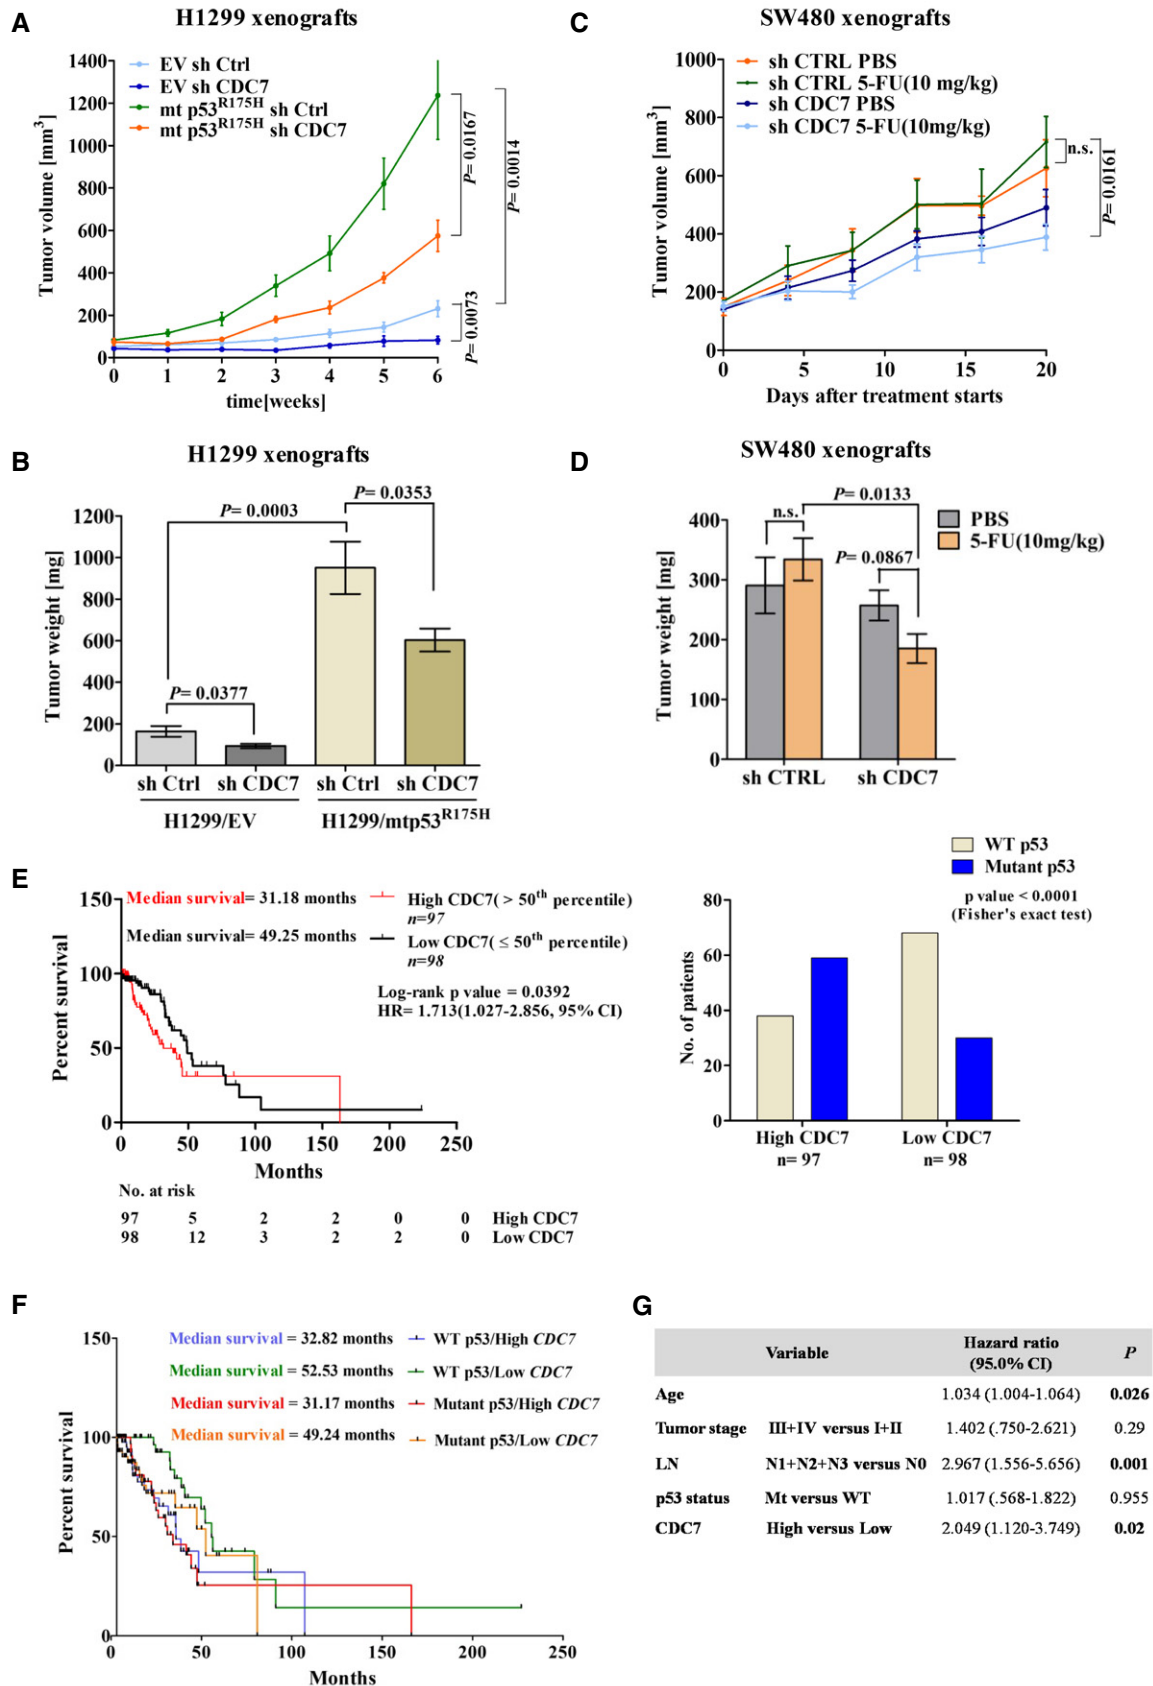 A
H1299 xenografts
EV sh Ctrl
EV sh CDC7
mt p53R175H sh Ctrl
mt p53R175H sh CDC7
Tumor volume [mm3]
1400
1200
1000
800
600
400
200
0
0 1 2 3 4 5 6
time[weeks]
P= 0.0167
P= 0.0014
P= 0.0073
C
SW480 xenografts
sh CTRL PBS
sh CTRL 5-FU(10 mg/kg)
sh CDC7 PBS
sh CDC7 5-FU(10mg/kg)
Tumor volume [mm3]
1000
800
600
400
200
0
0 5 10 15 20
Days after treatment starts
n.s.
P= 0.0161
B
H1299 xenografts
Tumor weight [mg]
1200
1000
800
600
400
200
0
P= 0.0003
P= 0.0353
P= 0.0377
sh Ctrl sh CDC7 sh Ctrl sh CDC7
H1299/EV H1299/mtp53R175H
D
SW480 xenografts
PBS
5-FU(10mg/kg)
Tumor weight [mg]
400
300
200
100
0
n.s.
P= 0.0133
P= 0.0867
sh CTRL sh CDC7
E
Median survival= 31.18 months
High CDC7( > 50th percentile)
n=97
Median survival= 49.25 months
Low CDC7( ≤ 50th percentile)
n=98
Log-rank p value = 0.0392
HR= 1.713(1.027-2.856, 95% CI)
Percent survival
150
100
50
0
0 50 100 150 200 250
Months
No. at risk
97 5 2 2 0 0 High CDC7
98 12 3 2 2 0 Low CDC7
WT p53
Mutant p53
p value < 0.0001
(Fisher's exact test)
No. of patients
80
60
40
20
0
High CDC7 Low CDC7
n= 97 n= 98
F
Median survival = 32.82 months WT p53/High CDC7
Median survival = 52.53 months WT p53/Low CDC7
Median survival = 31.17 months Mutant p53/High CDC7
Median survival = 49.24 months Mutant p53/Low CDC7
Percent survival
150
100
50
0
0 50 100 150 200 250
Months
G
Variable Hazard ratio (95.0% CI) P
Age 1.034 (1.004-1.064) 0.026
Tumor stage III+IV versus I+II 1.402 (.750-2.621) 0.29
LN N1+N2+N3 versus N0 2.967 (1.556-5.656) 0.001
p53 status Mt versus WT 1.017 (.568-1.822) 0.955
CDC7 High versus Low 2.049 (1.120-3.749) 0.02